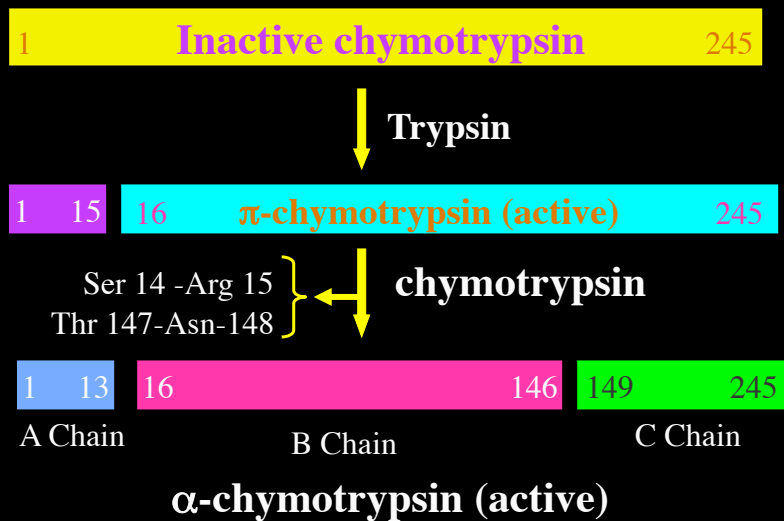 1 Inactive chymotrypsin 245
Trypsin
1 15 16 π-chymotrypsin (active) 245
Ser 14 -Arg 15
chymotrypsin
Thr 147-Asn-148
1 13 16 146 149 245
A Chain B Chain C Chain
α-chymotrypsin (active)